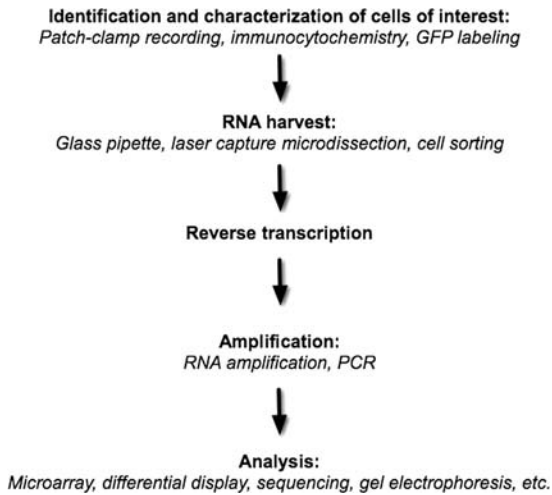 Identification and characterization of cells of interest:
Patch-clamp recording, immunocytochemistry, GFP labeling
RNA harvest:
Glass pipette, laser capture microdissection, cell sorting
Reverse transcription
Amplification:
RNA amplification, PCR
Analysis:
Microarray, differential display, sequencing, gel electrophoresis, etc.